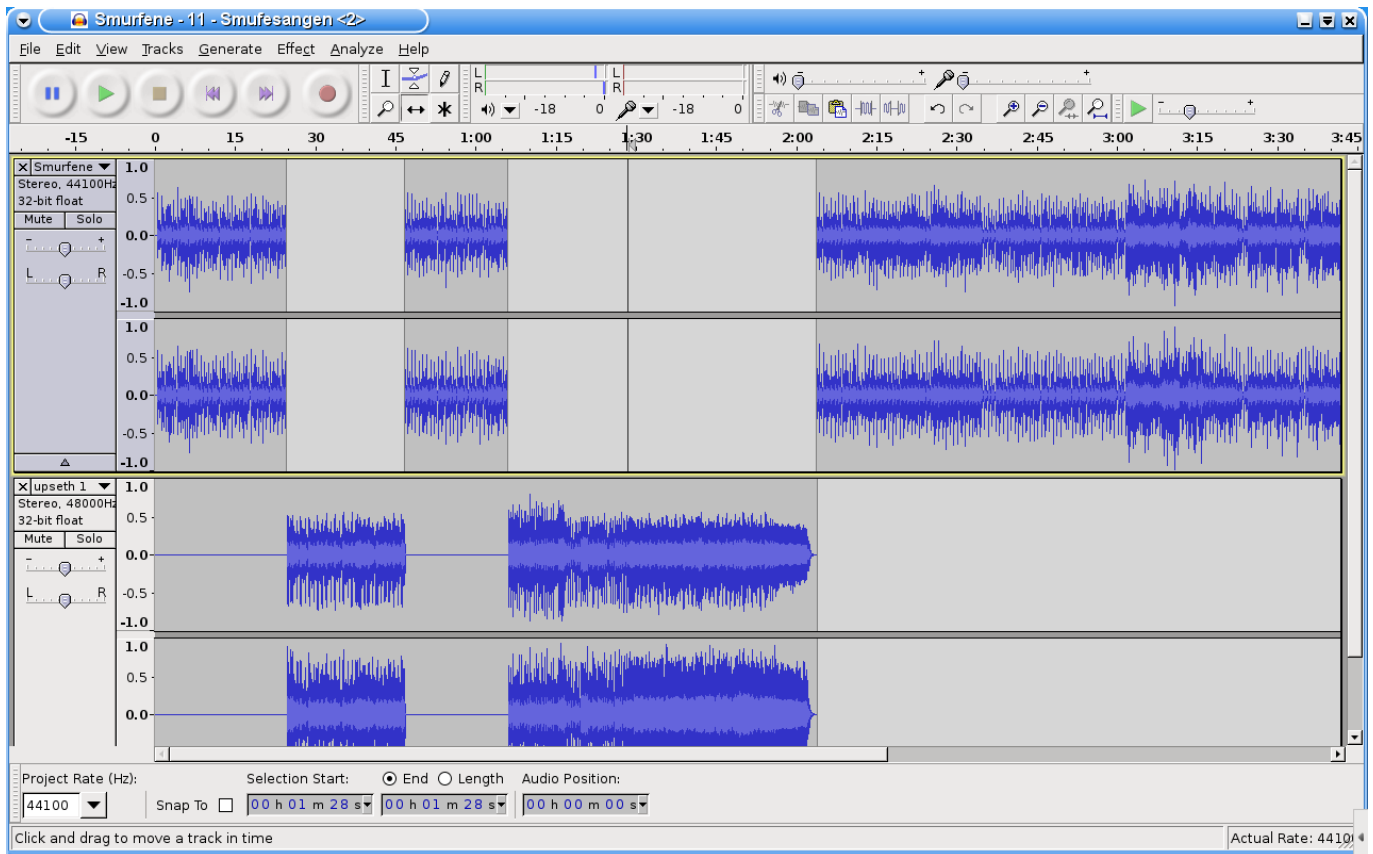 Smurfene - 11 - Smufesangen <2>
File Edit View Tracks Generate Effect Analyze Help
L R -18 0 L R -18 0 - +
-15 0 15 30 45 1:00 1:15 1:30 1:45 2:00 2:15 2:30 2:45 3:00 3:15 3:30 3:45
X Smurfene
Stereo, 44100Hz
32-bit float
Mute Solo
- +
L R
1.0
0.5
0.0
-0.5
-1.0
1.0
0.5
0.0
-0.5
-1.0
X upseth 1
Stereo, 48000Hz
32-bit float
Mute Solo
- +
L R
1.0
0.5
0.0
-0.5
-1.0
1.0
0.5
0.0
Project Rate (Hz): Selection Start: End Length Audio Position:
44100 Snap To 00 h 01 m 28 s 00 h 01 m 28 s 00 h 00 m 00 s
Click and drag to move a track in time Actual Rate: 4410